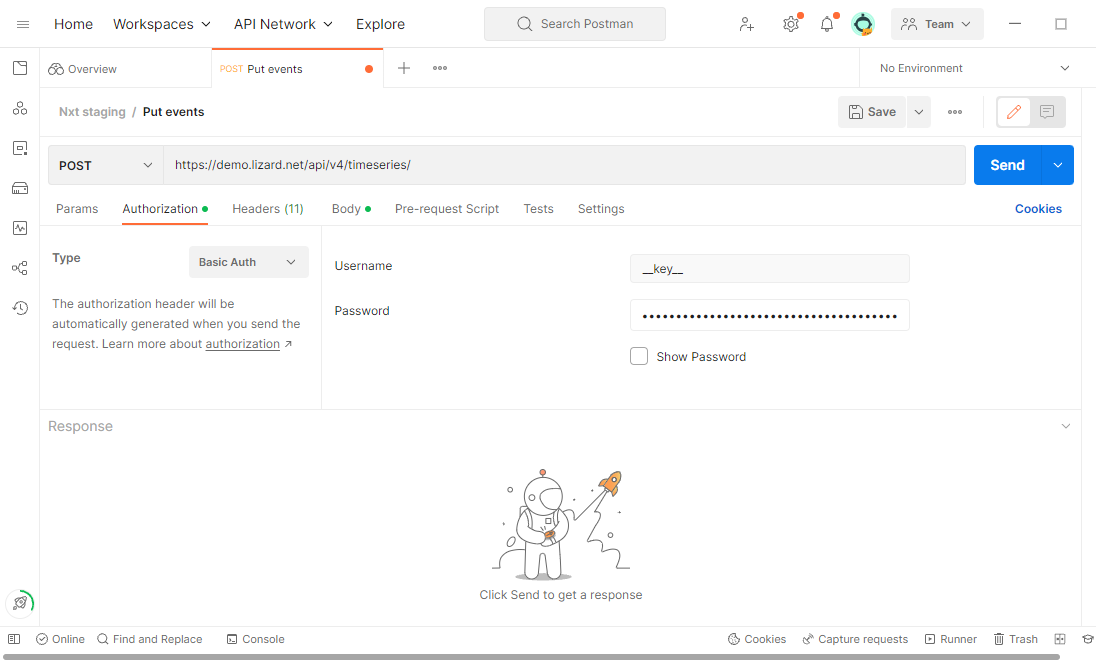 Home Workspaces API Network Explore Search Postman Team
Overview POST Put events No Environment
Nxt staging / Put events Save
POST https://demo.lizard.net/api/v4/timeseries/ Send
Params Authorization Headers (11) Body Pre-request Script Tests Settings Cookies
Type Basic Auth
Username __key__
The authorization header will be
automatically generated when you send the
request. Learn more about authorization ↗
Password ••••••••••••••••••••••••••••••••••••••
Show Password
Response
Click Send to get a response
Online Find and Replace Console Cookies Capture requests Runner Trash